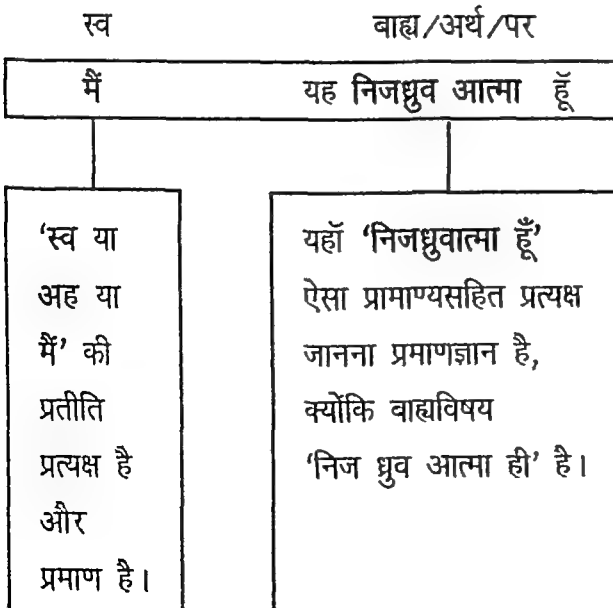 स्व बाह्य/अर्थ/पर
मैं यह निजध्रुव आत्मा हूॅ
‘स्व या
अह या
मैं’ की
प्रतीति
प्रत्यक्ष है
और
प्रमाण है।
यहॉ ‘निजध्रुवात्मा हूँ’
ऐसा प्रामाण्यसहित प्रत्यक्ष
जानना प्रमाणज्ञान है,
क्योंकि बाह्यविषय
‘निज ध्रुव आत्मा ही’ है।